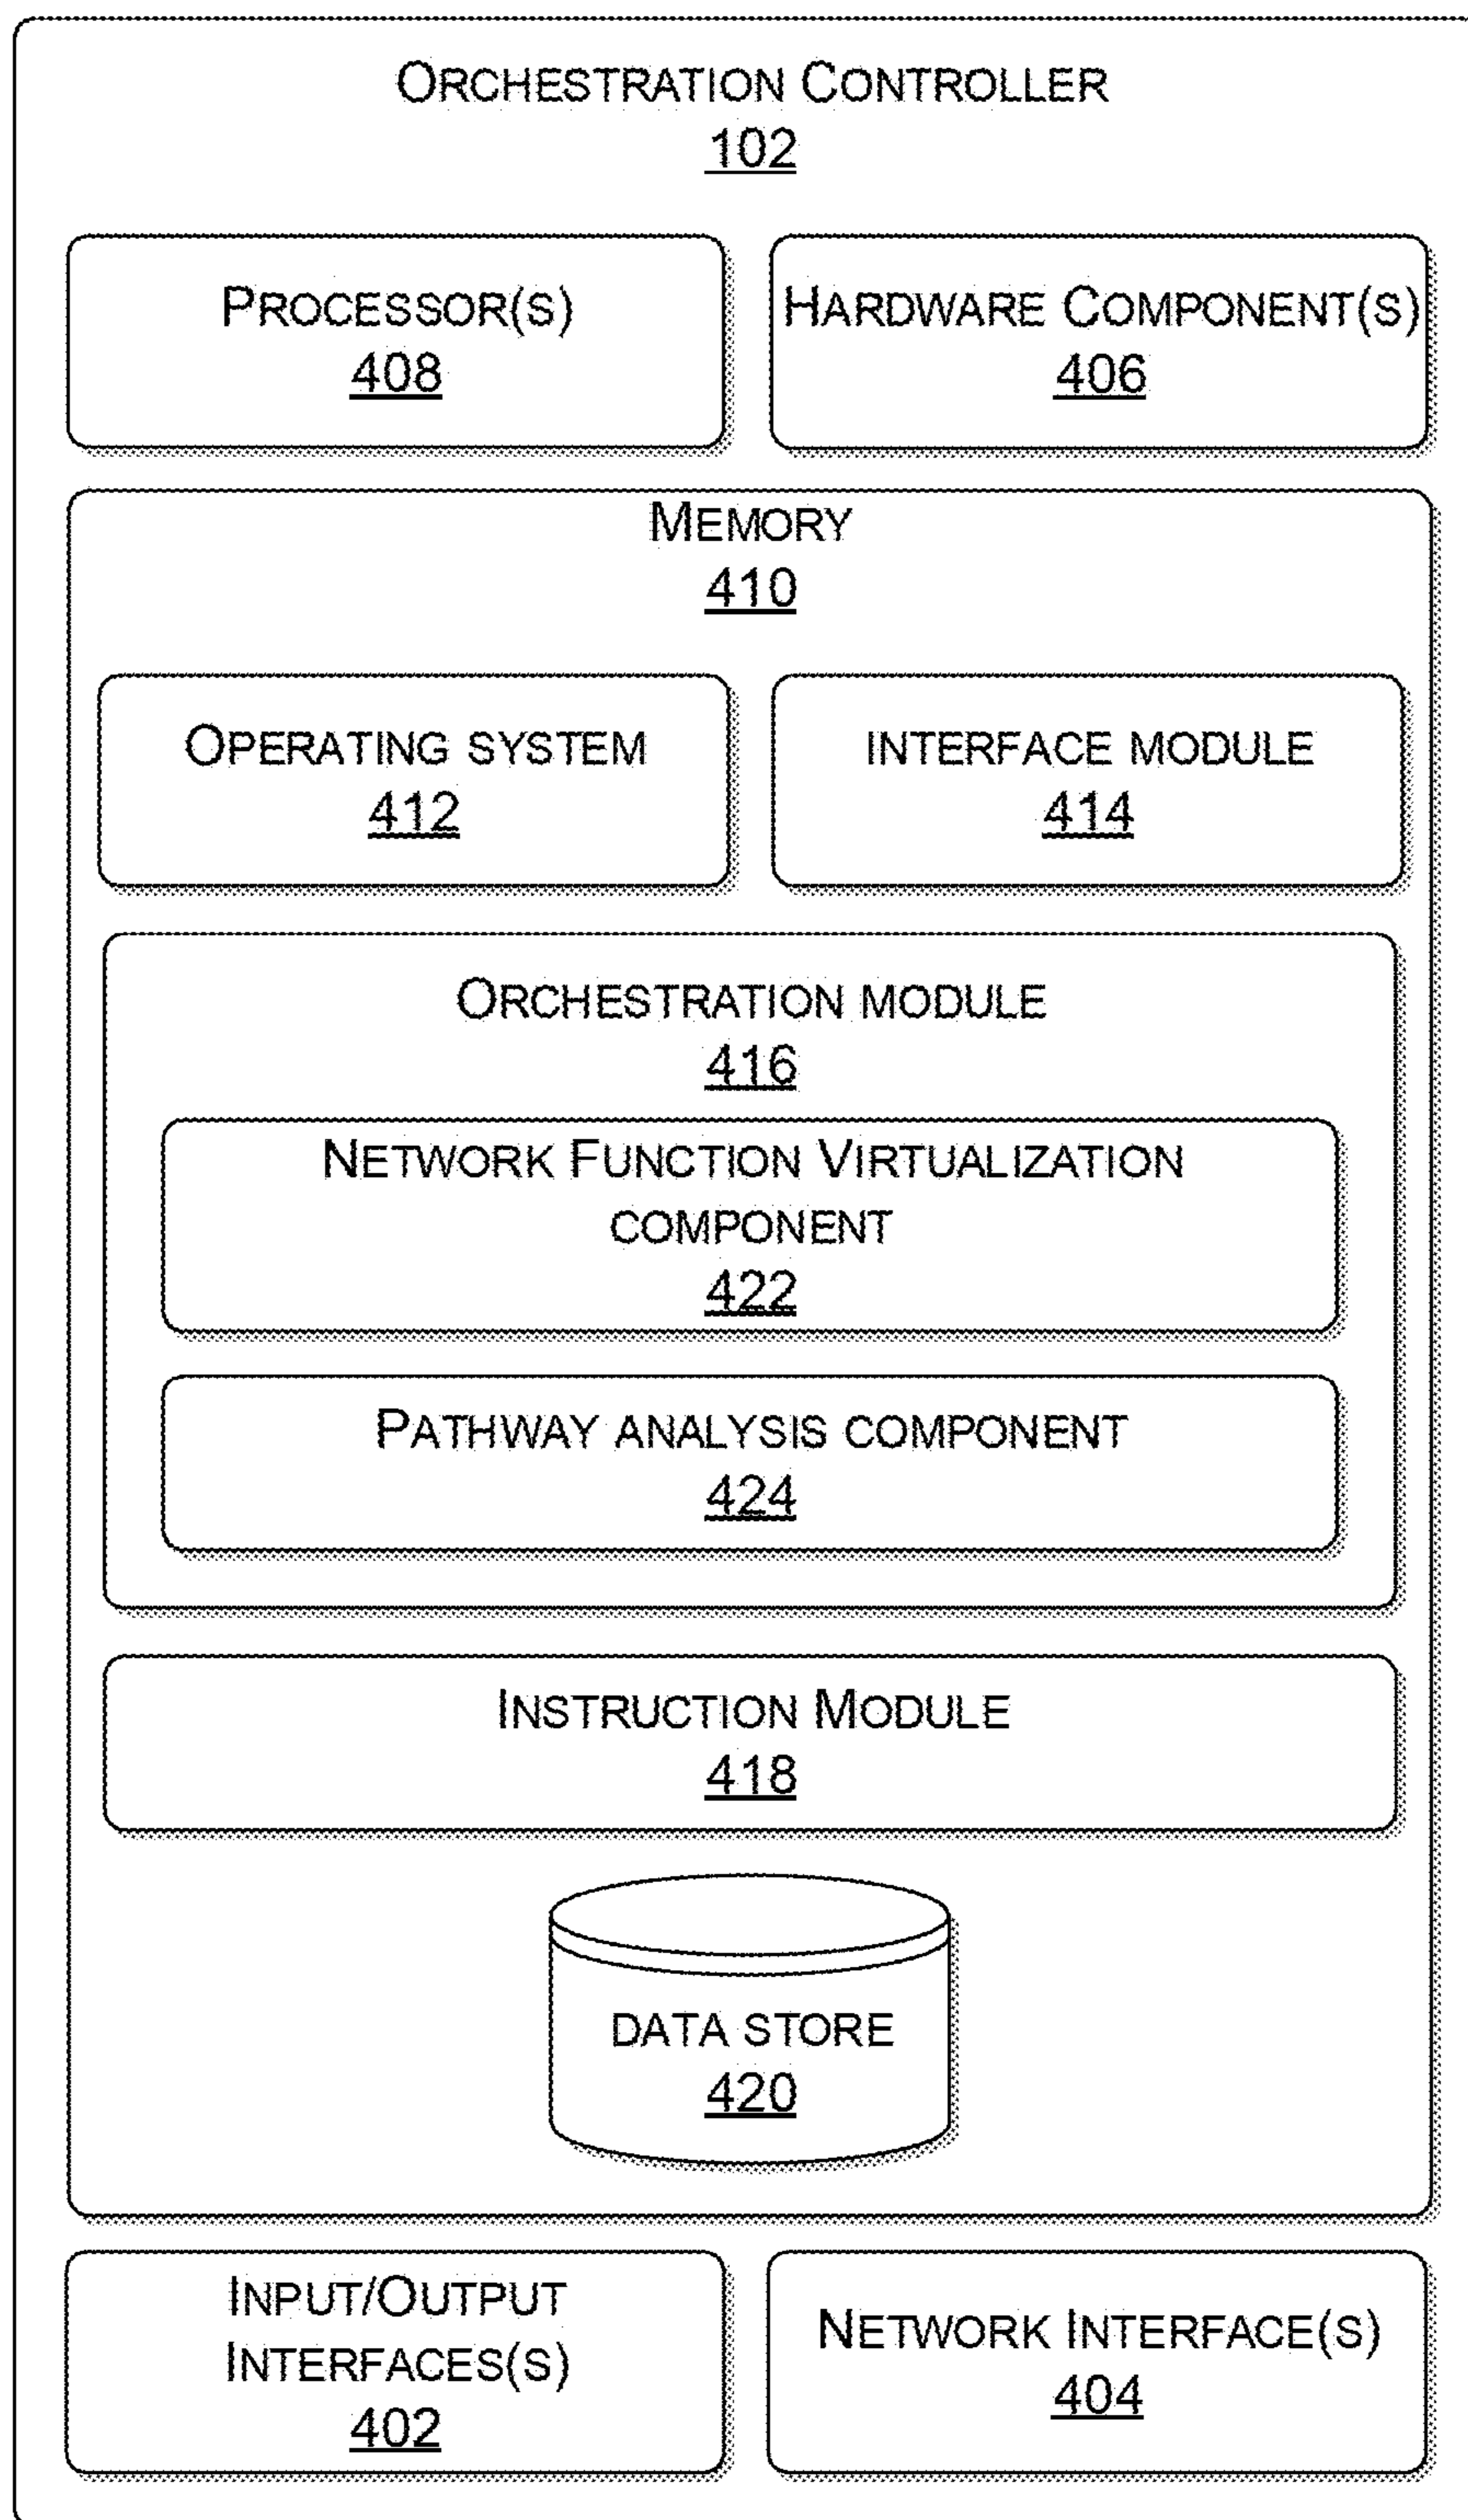 ORCHESTRATION CONTROLLER
102
PROCESSOR(S)
408
HARDWARE COMPONENT(S)
406
MEMORY
410
OPERATING SYSTEM
412
INTERFACE MODULE
414
ORCHESTRATION MODULE
416
NETWORK FUNCTION VIRTUALIZATION
COMPONENT
422
PATHWAY ANALYSIS COMPONENT
424
INSTRUCTION MODULE
418
DATA STORE
420
INPUT/OUTPUT
INTERFACES(S)
402
NETWORK INTERFACE(S)
404